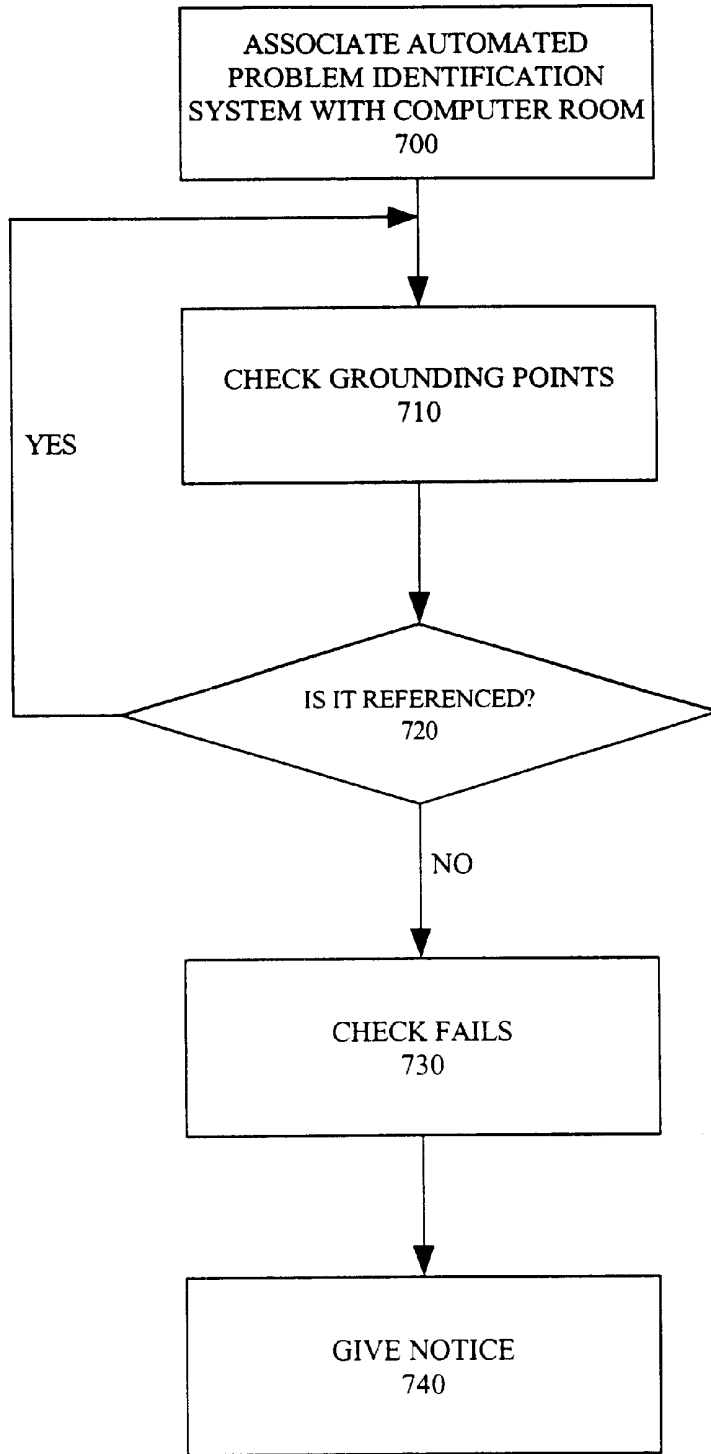 ASSOCIATE AUTOMATED
PROBLEM IDENTIFICATION
SYSTEM WITH COMPUTER ROOM
700
CHECK GROUNDING POINTS
710
YES
IS IT REFERENCED?
720
NO
CHECK FAILS
730
GIVE NOTICE
740